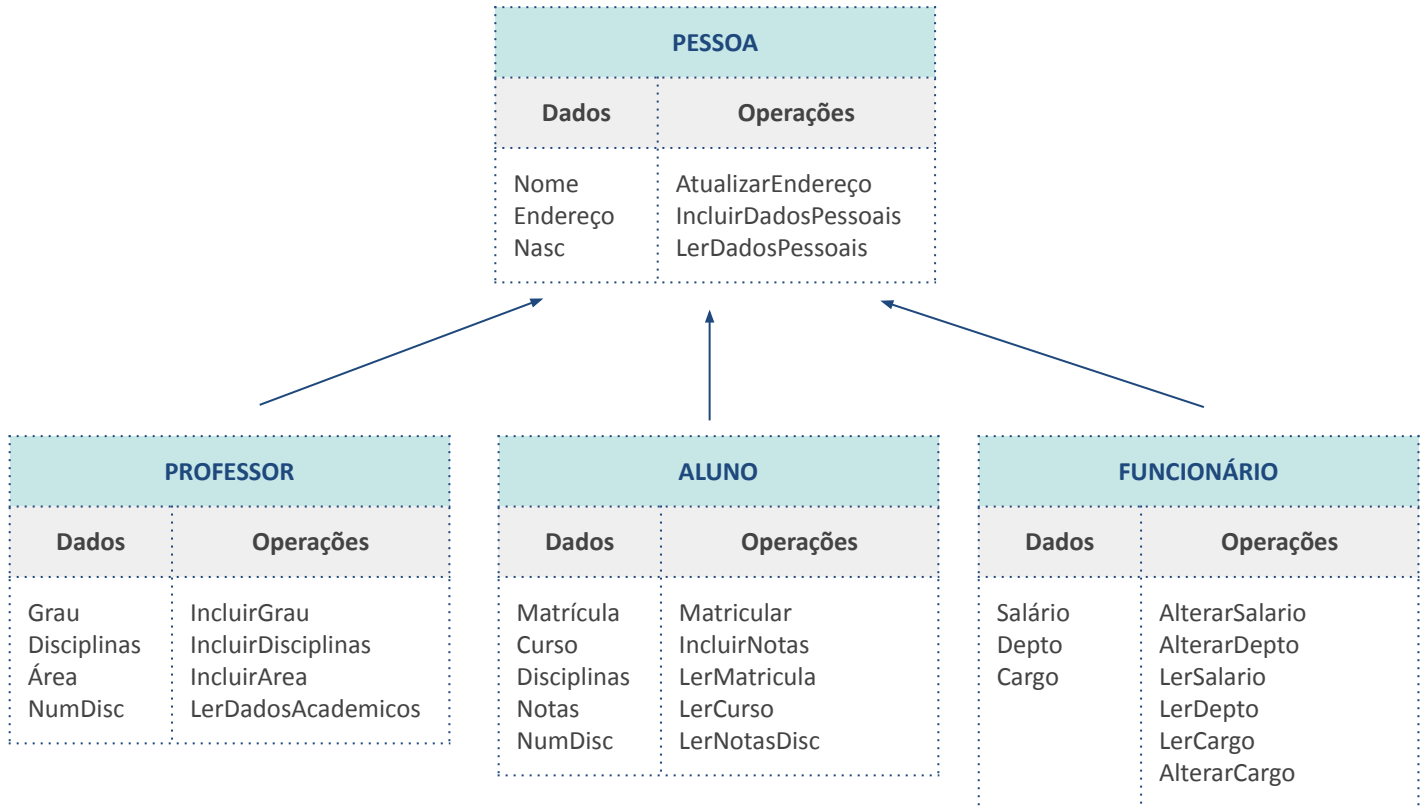 PESSOA
Dados Operações
Nome AtualizarEndereço
Endereço IncluirDadosPessoais
Nasc LerDadosPessoais
PROFESSOR
Dados Operações
Grau IncluirGrau
Disciplinas IncluirDisciplinas
Área IncluirArea
NumDisc LerDadosAcademicos
ALUNO
Dados Operações
Matrícula Matricular
Curso IncluirNotas
Disciplinas LerMatricula
Notas LerCurso
NumDisc LerNotasDisc
FUNCIONÁRIO
Dados Operações
Salário AlterarSalario
Depto AlterarDepto
Cargo LerSalario
LerDepto
LerCargo
AlterarCargo